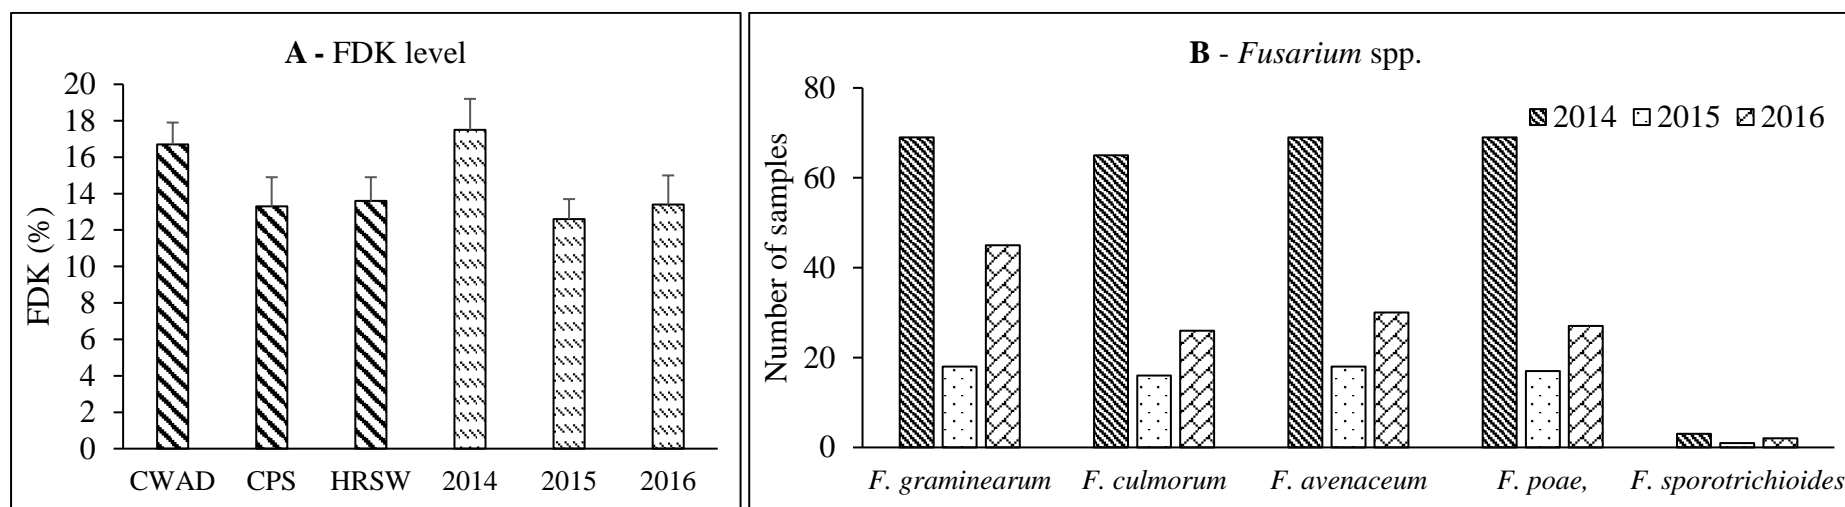 A - FDK level
FDK (%)
20
18
16
14
12
10
8
6
4
2
0
CWAD CPS HRSW 2014 2015 2016
B - Fusarium spp.
2014 2015 2016
Number of samples
80
60
40
20
0
F. graminearum F. culmorum F. avenaceum F. poae, F. sporotrichioides